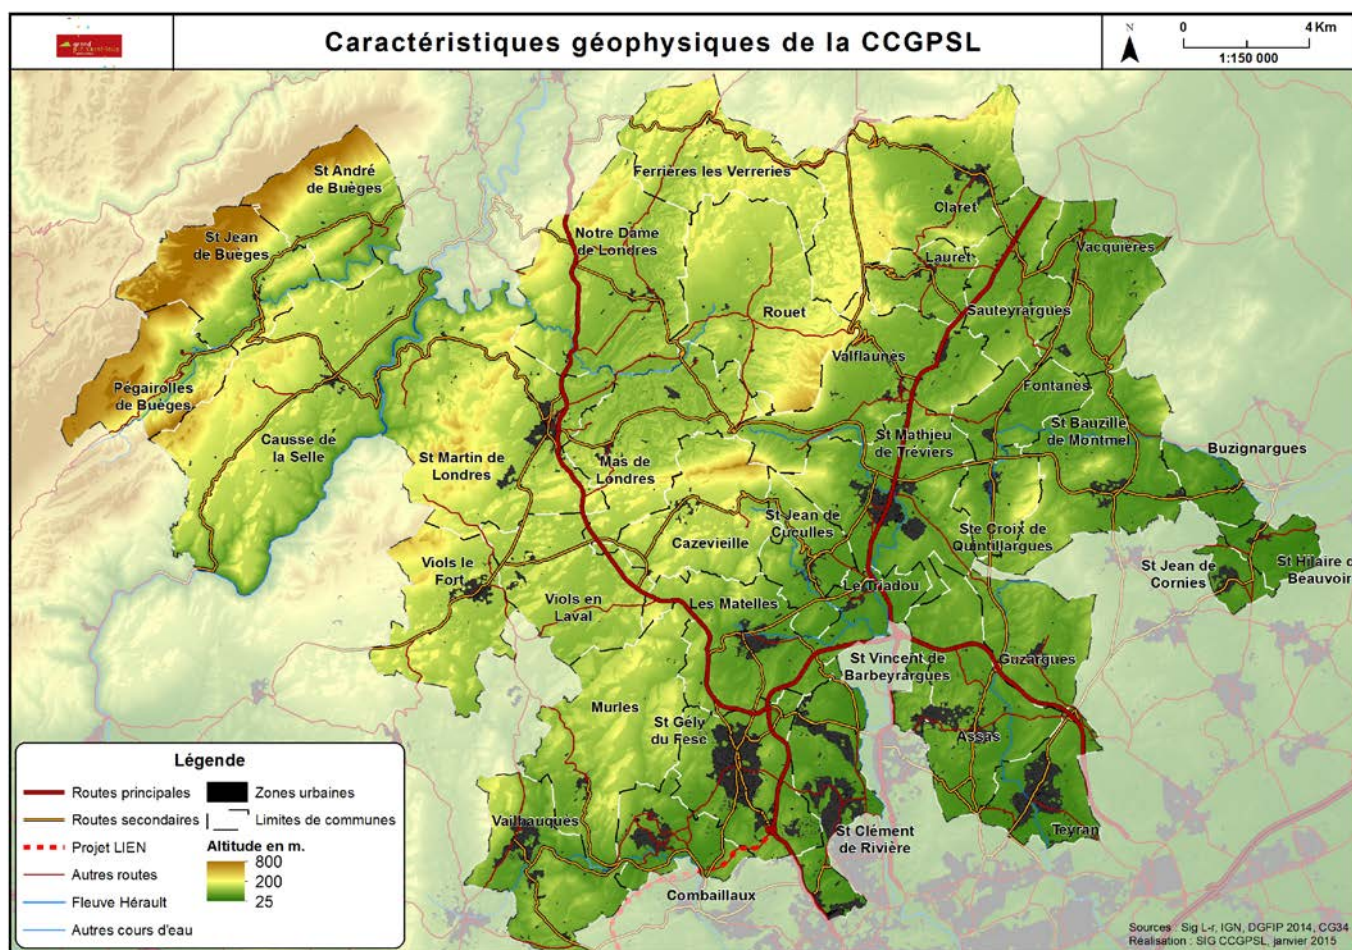 grand
Caractéristiques géophysiques de la CCGPSL
N
0 4 Km
1:150 000
St André
de Buèges
Ferrières les Verreries
Claret
St Jean
de Buèges
Notre Dame
de Londres
Vacquières
Lauret
Rouet
Sauteyrargues
Valflaunès
Pégairolles
de Buèges
Fontanès
Causse de
la Selle
St Mathieu
de Tréviers
St Bauzille
de Montmel
Buzignargues
St Martin de
Londres
Mas de
Londres
St Jean de
Cuculles
Cazevieille
Ste Croix de
Quintillargues
Viols le
Fort
St Jean de
Cornies
St Hilaire d
Beauvoir
Le Triadou
Viols en
Laval
Les Matelles
St Vincent de
Barbeyrargues
Guzargues
Murles
St Gély
du Fesc
Assas
Vailhauquès
St Clément
de Rivière
Teyran
Combaillaux
Légende
Routes principales
Zones urbaines
Routes secondaires
Limites de communes
Projet LIEN
Altitude en m.
Autres routes
800
200
25
Fleuve Hérault
Autres cours d'eau
Sources : Sig L-r, IGN, DGFIP 2014, CG34
Réalisation : SIG CCGPSL, janvier 2015